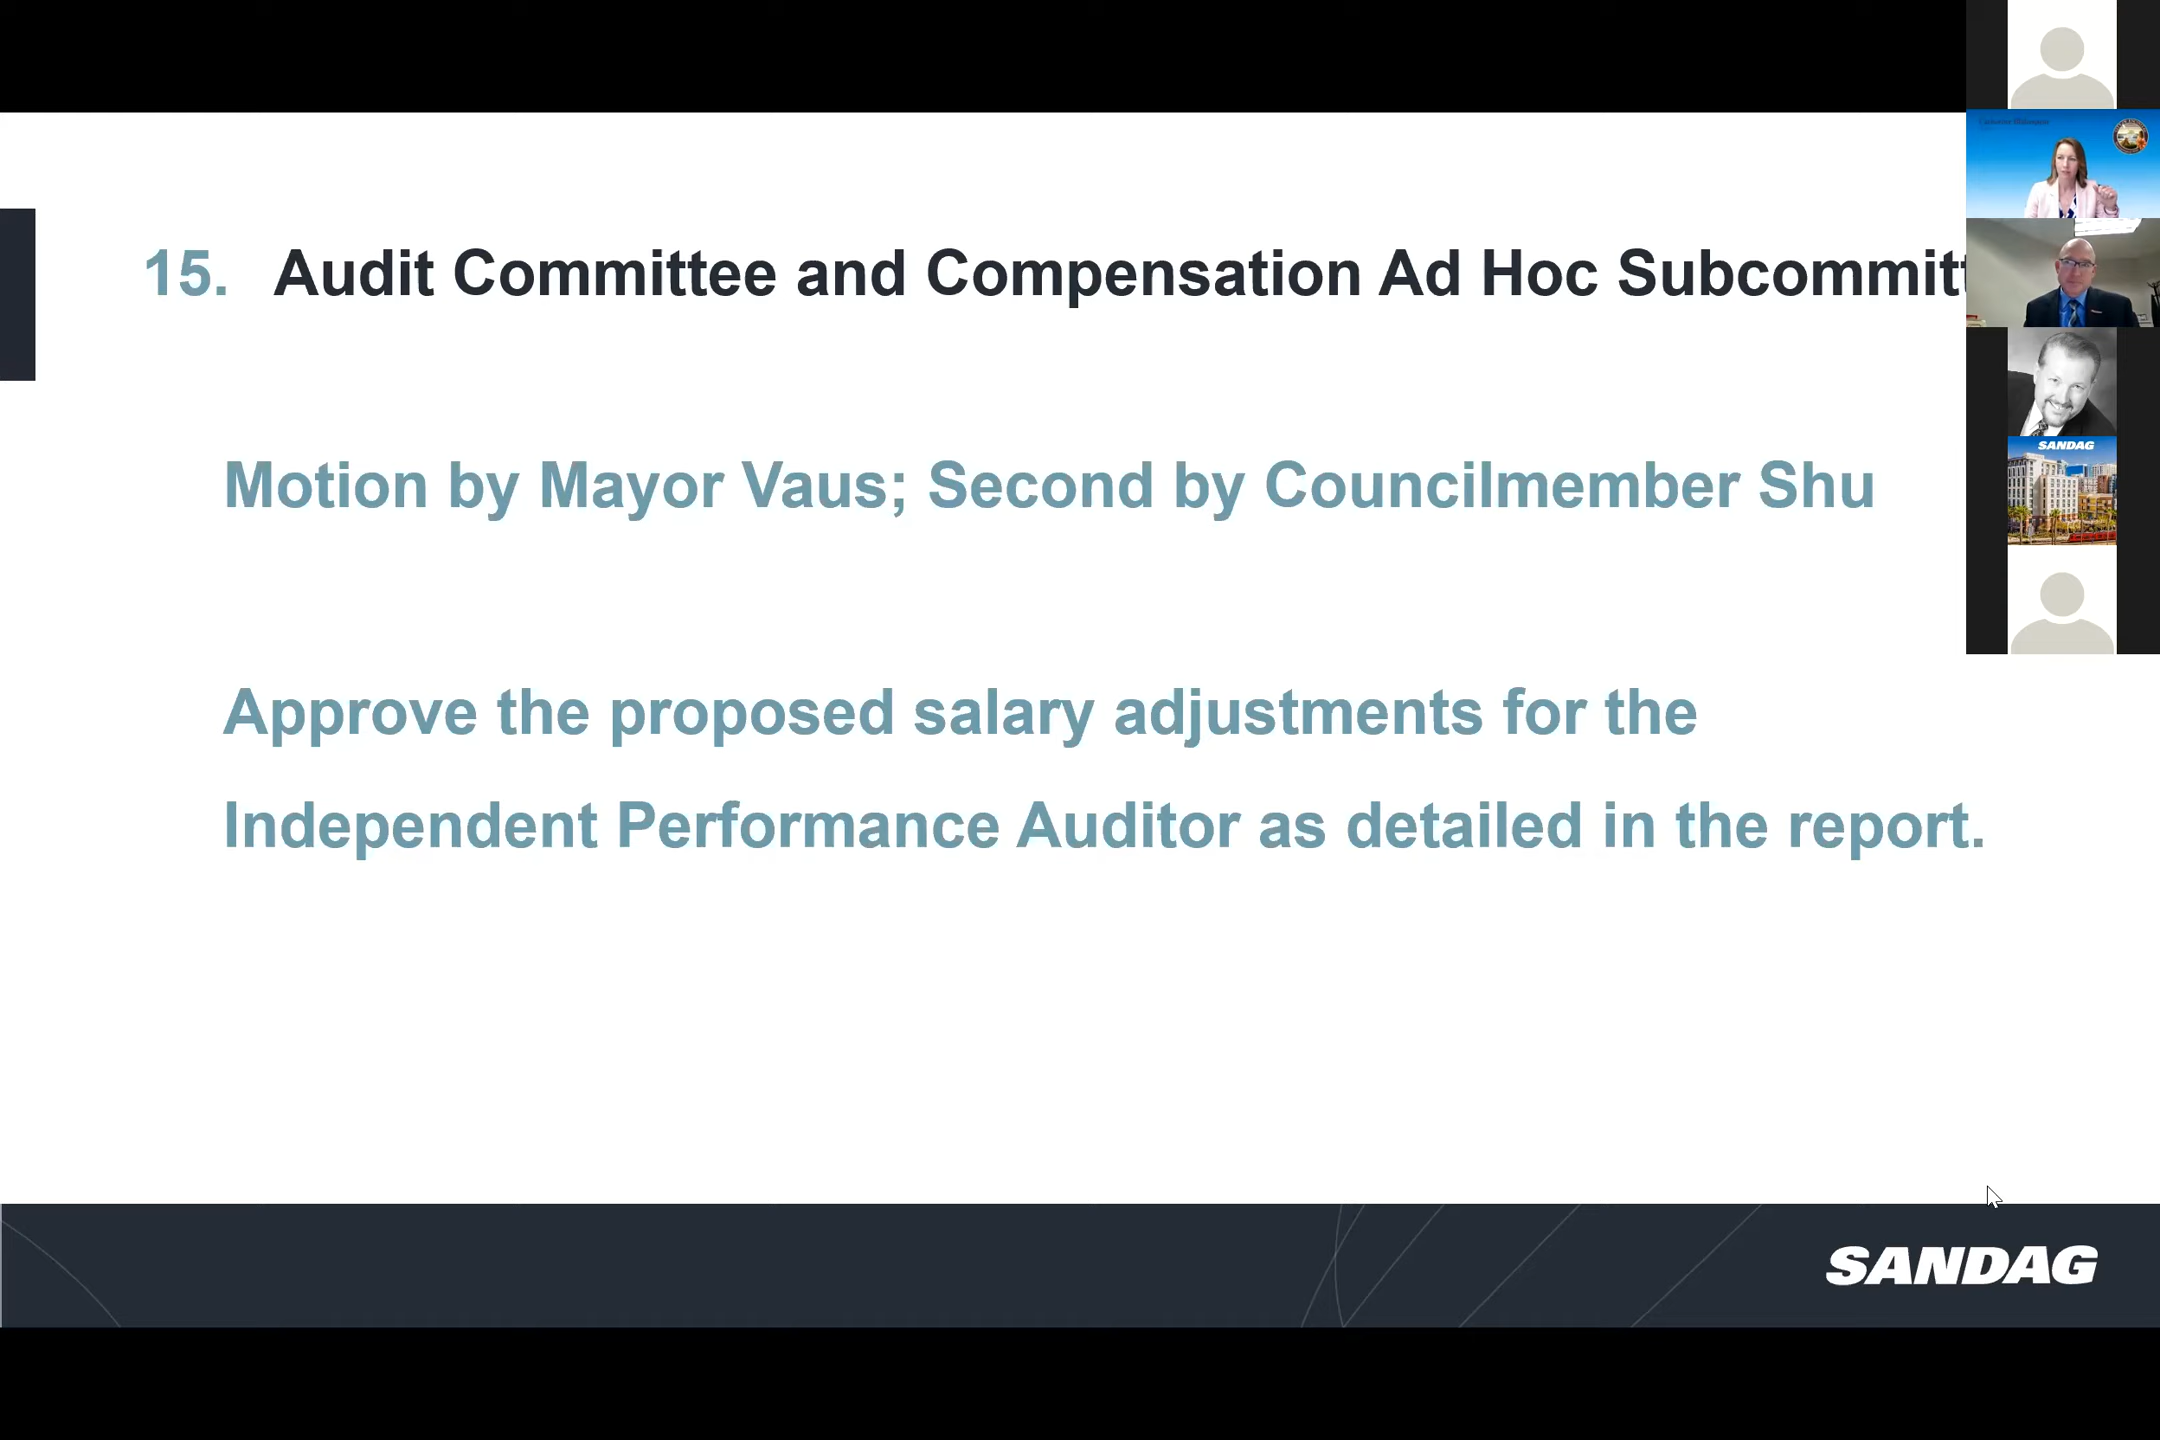 15. Audit Committee and Compensation Ad Hoc Subcommitt
Motion by Mayor Vaus; Second by Councilmember Shu
Approve the proposed salary adjustments for the
Independent Performance Auditor as detailed in the report.
SANDAG
SANDAG